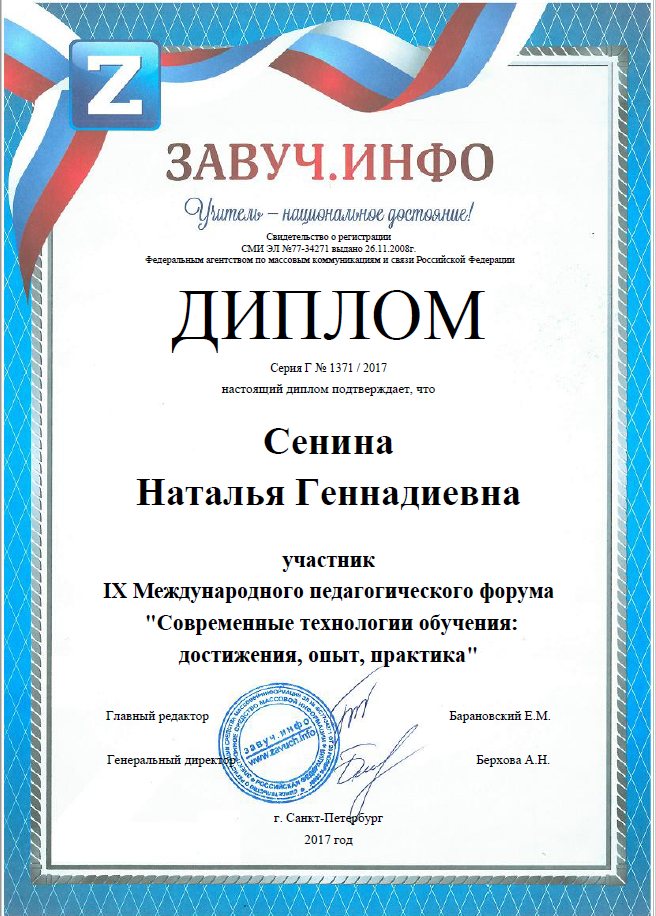 Z
ЗАВУЧ.ИНФО
Учитель – национальное достояние!
Свидетельство о регистрации
СМИ ЭЛ №77-34271 выдано 26.11.2008г.
Федеральным агентством по массовым коммуникациям и связи Российской Федерации
ДИПЛОМ
Серия Г № 1371 / 2017
настоящий диплом подтверждает, что
Сенина
Наталья Геннадиевна
участник
IX Международного педагогического форума
"Современные технологии обучения:
достижения, опыт, практика"
Главный редактор
Барановский Е.М.
завуч.инфо
www.zavuch.info
РОССИЙСКАЯ ФЕДЕРАЦИЯ
Генеральный директор
Берхова А.Н.
г. Санкт-Петербург
2017 год